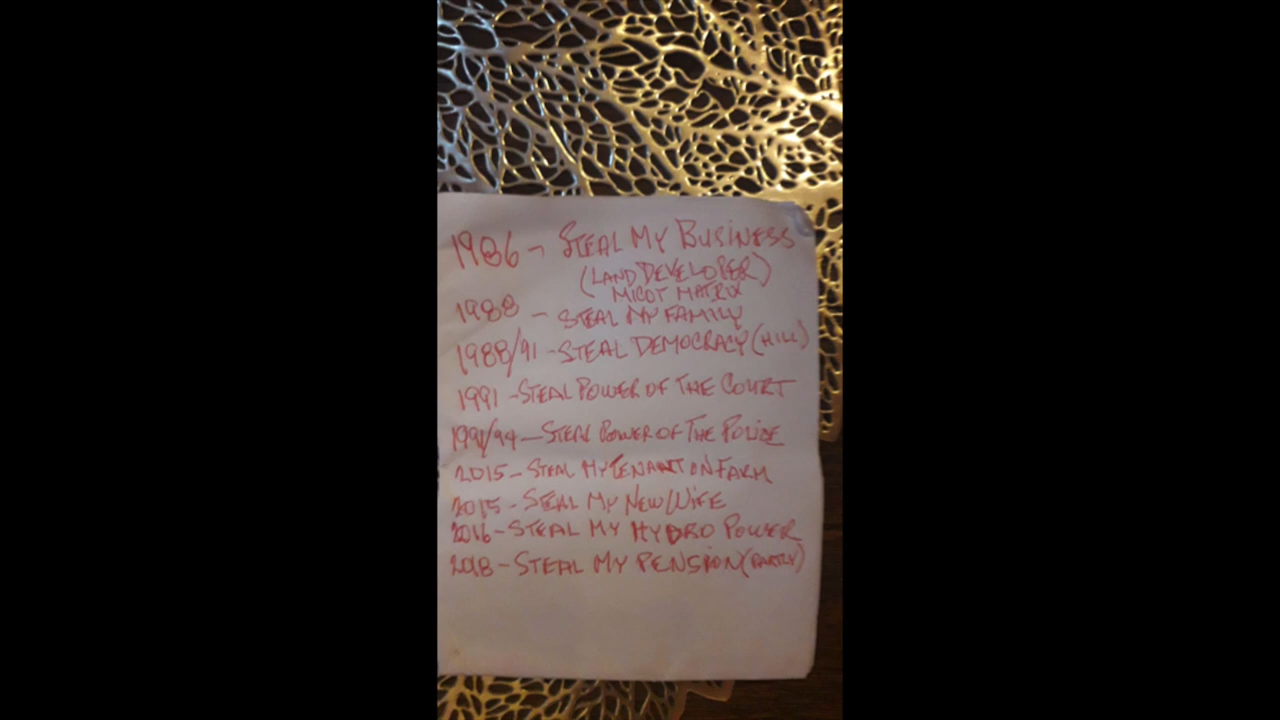 1986 - STEAL MY BUSINESS
(LAND DEVELOPER)
MICOT MATRIX
1988 - STEAL MY FAMILY
1988/91 - STEAL DEMOCRACY (HILL)
1991 - STEAL POWER OF THE COURT
1991/94 - STEAL POWER OF THE POLICE
2015 - STEAL MY TENANT ON FARM
2015 - STEAL MY NEW WIFE
2016 - STEAL MY HYDRO POWER
2018 - STEAL MY PENSION (PARTLY)